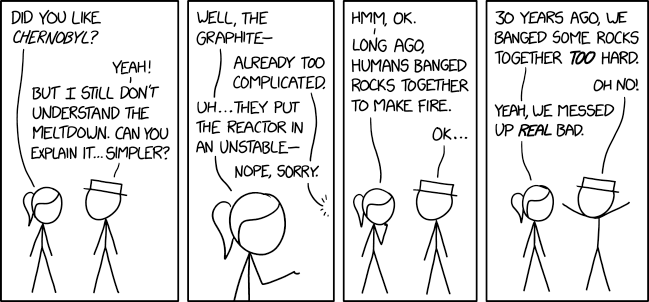 DID YOU LIKE
CHERNOBYL?
YEAH!
BUT I STILL DON'T
UNDERSTAND THE
MELTDOWN. CAN YOU
EXPLAIN IT...SIMPLER?
WELL, THE
GRAPHITE—
ALREADY TOO
COMPLICATED.
UH...THEY PUT
THE REACTOR IN
AN UNSTABLE—
NOPE, SORRY.
HMM, OK.
LONG AGO,
HUMANS BANGED
ROCKS TOGETHER
TO MAKE FIRE.
OK...
30 YEARS AGO, WE
BANGED SOME ROCKS
TOGETHER TOO HARD.
OH NO!
YEAH, WE MESSED
UP REAL BAD.